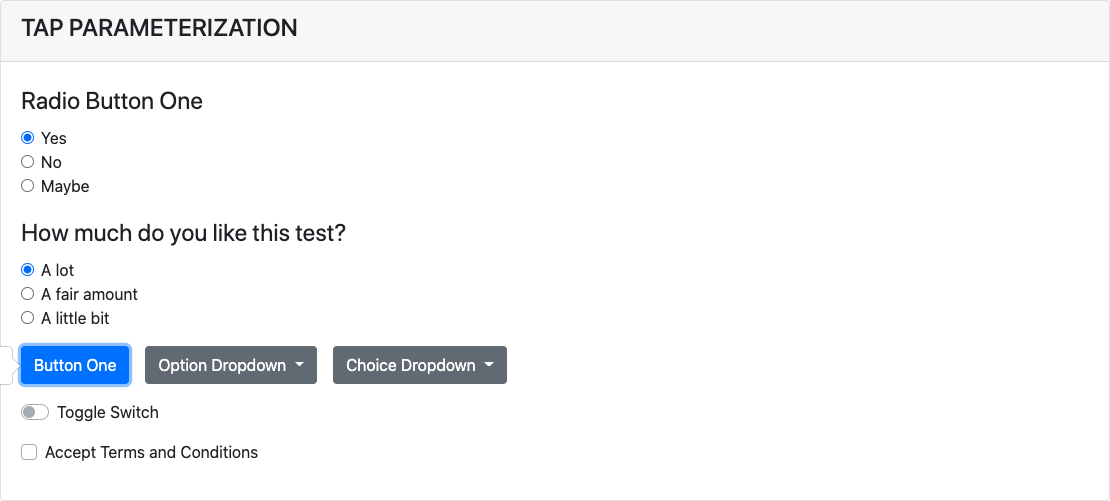 TAP PARAMETERIZATION
Radio Button One
Yes
No
Maybe
How much do you like this test?
A lot
A fair amount
A little bit
Button One Option Dropdown Choice Dropdown
Toggle Switch
Accept Terms and Conditions